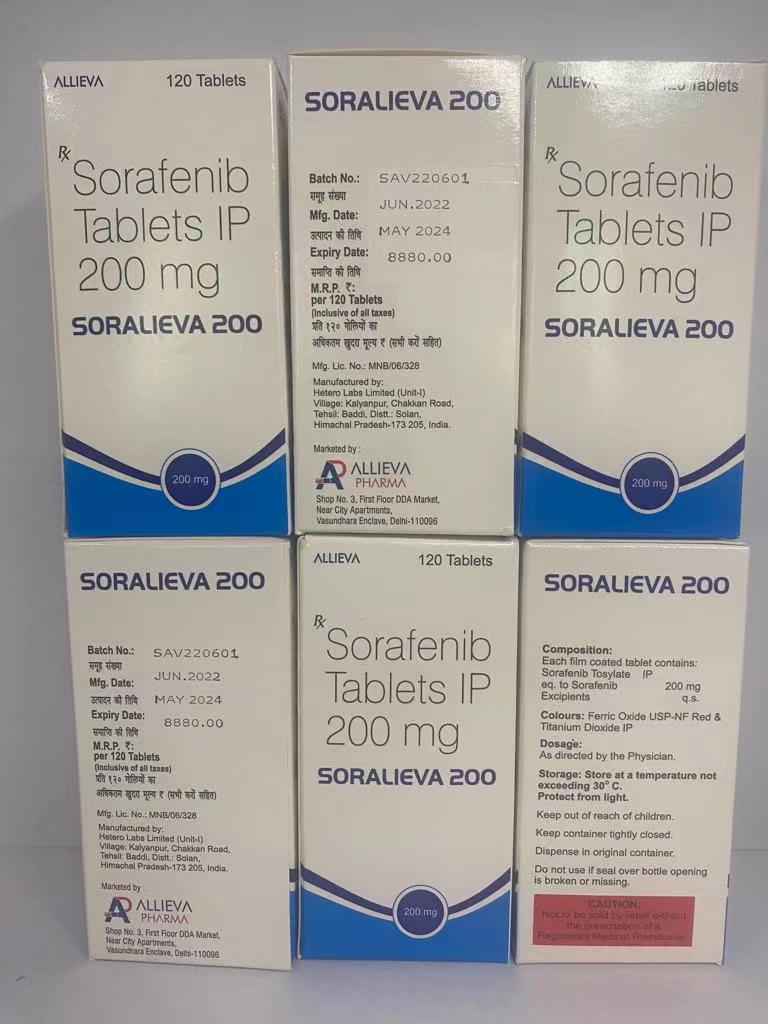 ALLIEVA 120 Tablets
Rx
Sorafenib
Tablets IP
200 mg
SORALIEVA 200
200 mg
SORALIEVA 200
Batch No.: SAV220601
समूह संख्या
Mfg. Date: JUN.2022
उत्पादन की तिथि MAY 2024
Expiry Date: 8880.00
समाप्ति की तिथि
M.R.P. ₹:
per 120 Tablets
(Inclusive of all taxes)
प्रति १२० गोलियों का
अधिकतम खुदरा मूल्य ₹ (सभी करों सहित)
Mfg. Lic. No.: MNB/06/328
Manufactured by:
Hetero Labs Limited (Unit-I)
Village: Kalyanpur, Chakkan Road,
Tehsil: Baddi, Distt.: Solan,
Himachal Pradesh-173 205, India.
Marketed by :
ALLIEVA
PHARMA
Shop No. 3, First Floor DDA Market,
Near City Apartments,
Vasundhara Enclave, Delhi-110096
ALLIEVA Tablets
Rx
Sorafenib
Tablets IP
200 mg
SORALIEVA 200
200 mg
SORALIEVA 200
Batch No.: SAV220601
समूह संख्या
Mfg. Date: JUN.2022
उत्पादन की तिथि MAY 2024
Expiry Date: 8880.00
समाप्ति की तिथि
M.R.P. ₹:
per 120 Tablets
(Inclusive of all taxes)
प्रति १२० गोलियों का
अधिकतम खुदरा मूल्य ₹ (सभी करों सहित)
Mfg. Lic. No.: MNB/06/328
Manufactured by:
Hetero Labs Limited (Unit-I)
Village: Kalyanpur, Chakkan Road,
Tehsil: Baddi, Distt.: Solan,
Himachal Pradesh-173 205, India.
Marketed by :
ALLIEVA
PHARMA
Shop No. 3, First Floor DDA Market,
Near City Apartments,
Vasundhara Enclave, Delhi-110096
ALLIEVA 120 Tablets
Rx
Sorafenib
Tablets IP
200 mg
SORALIEVA 200
200 mg
SORALIEVA 200
Composition:
Each film coated tablet contains:
Sorafenib Tosylate IP
eq. to Sorafenib 200 mg
Excipients q.s.
Colours: Ferric Oxide USP-NF Red &
Titanium Dioxide IP
Dosage:
As directed by the Physician.
Storage: Store at a temperature not
exceeding 30° C.
Protect from light.
Keep out of reach of children.
Keep container tightly closed.
Dispense in original container.
Do not use if seal over bottle opening
is broken or missing.
CAUTION:
Not to be sold by retail without
the prescription of a
Registered Medical Practitioner